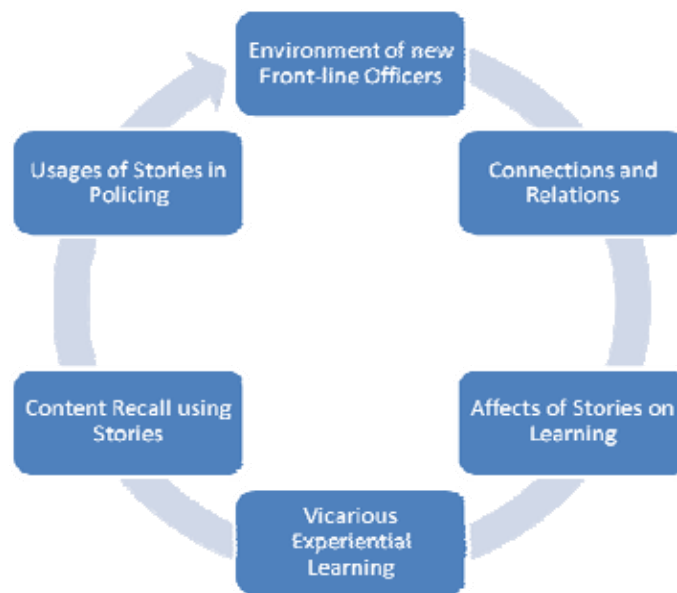 Environment of new
Front-line Officers
Connections and
Relations
Affects of Stories on
Learning
Vicarious
Experiential
Learning
Content Recall using
Stories
Usages of Stories in
Policing